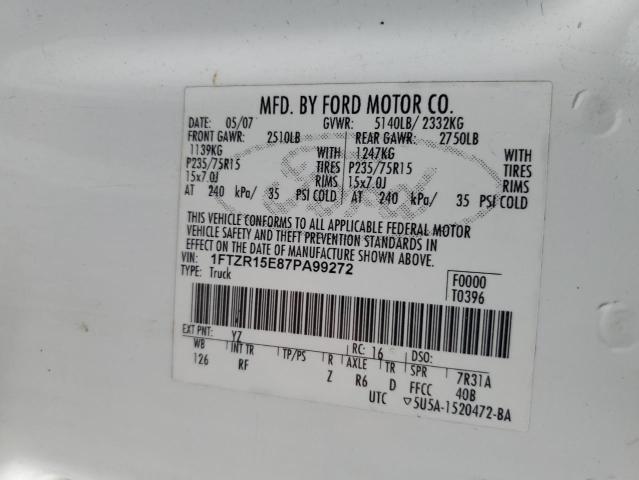 MFD. BY FORD MOTOR CO.
DATE: 05/07 GVWR: 5140LB/ 2332KG
FRONT GAWR: 2510LB REAR GAWR: 2750LB
1139KG WITH 1247KG WITH
P235/75R15 TIRES P235/75R15 TIRES
15x7.0J RIMS 15x7.0J RIMS
AT 240 kPa/ 35 PSI COLD AT 240 kPa/ 35 PSI COLD
THIS VEHICLE CONFORMS TO ALL APPLICABLE FEDERAL MOTOR
VEHICLE SAFETY AND THEFT PREVENTION STANDARDS IN
EFFECT ON THE DATE OF MANUFACTURE SHOWN ABOVE.
VIN: 1FTZR15E87PA99272
TYPE: Truck
F0000
T0396
EXT PNT: YZ RC: 16 DSO:
WB INT TR TP/PS R AXLE TR SPR 7R31A
126 RF Z R6 D FFCC 40B
UTC ▽5U5A-1520472-BA
Ford